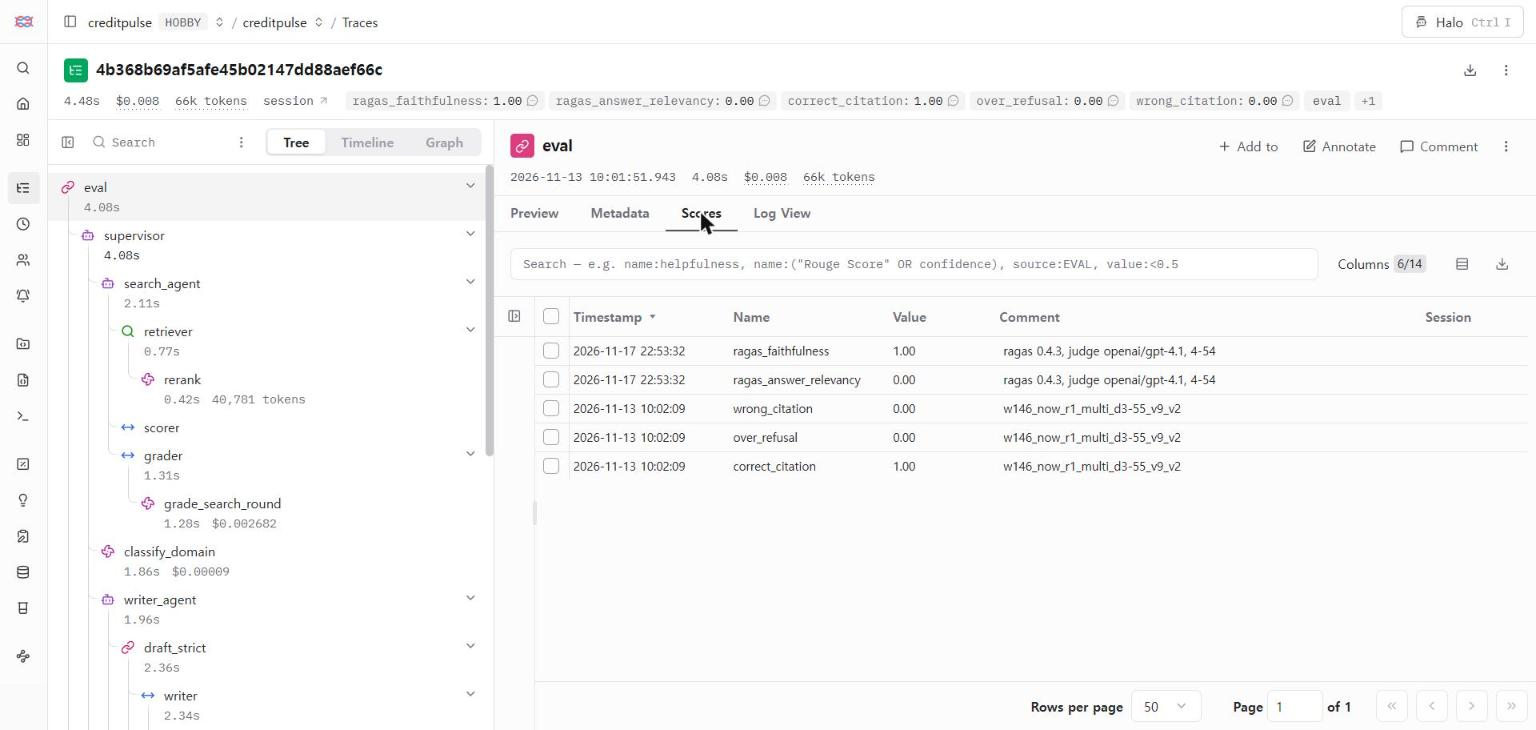 creditpulse HOBBY / creditpulse / Traces
Halo Ctrl I
4b368b69af5afe45b02147dd88aef66c
4.48s $0.008 66k tokens session ↗ ragas_faithfulness: 1.00 ragas_answer_relevancy: 0.00 correct_citation: 1.00 over_refusal: 0.00 wrong_citation: 0.00 eval +1
Search
Tree Timeline Graph
eval
4.08s
supervisor
4.08s
search_agent
2.11s
retriever
0.77s
rerank
0.42s 40,781 tokens
scorer
grader
1.31s
grade_search_round
1.28s $0.002682
classify_domain
1.86s $0.00009
writer_agent
1.96s
draft_strict
2.36s
writer
2.34s
eval
Add to Annotate Comment
2026-11-13 10:01:51.943 4.08s $0.008 66k tokens
Preview Metadata Scores Log View
Search — e.g. name:helpfulness, name:("Rouge Score" OR confidence), source:EVAL, value:<0.5
Columns 6/14
Timestamp ▼ Name Value Comment Session
2026-11-17 22:53:32 ragas_faithfulness 1.00 ragas 0.4.3, judge openai/gpt-4.1, 4-54
2026-11-17 22:53:32 ragas_answer_relevancy 0.00 ragas 0.4.3, judge openai/gpt-4.1, 4-54
2026-11-13 10:02:09 wrong_citation 0.00 w146_now_r1_multi_d3-55_v9_v2
2026-11-13 10:02:09 over_refusal 0.00 w146_now_r1_multi_d3-55_v9_v2
2026-11-13 10:02:09 correct_citation 1.00 w146_now_r1_multi_d3-55_v9_v2
Rows per page 50 Page 1 of 1